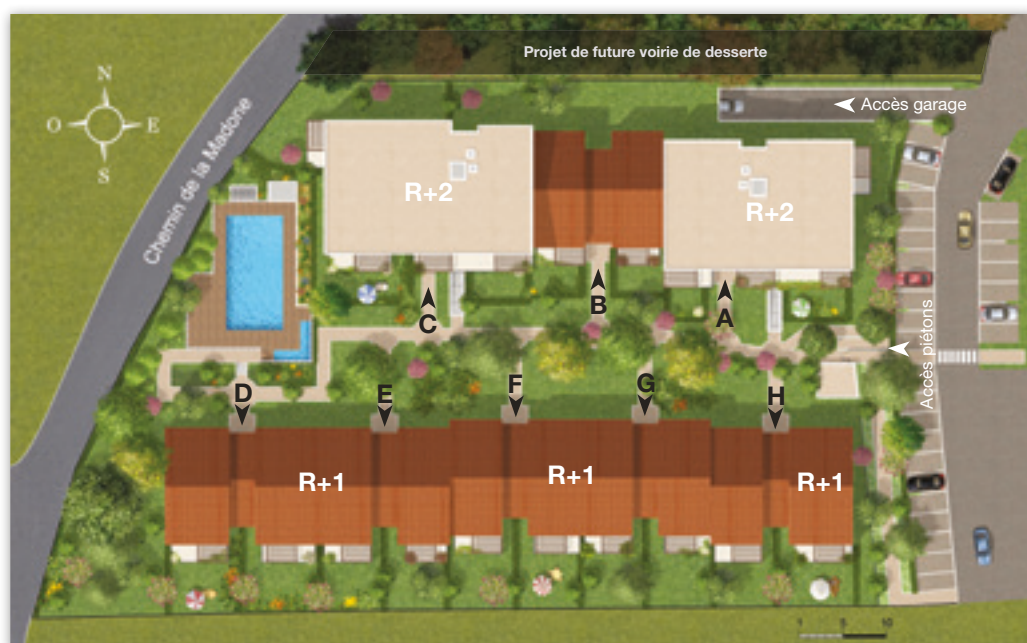 Projet de future voirie de desserte
N
O
E
S
Chemin de la Madone
Accès garage
R+2
R+2
C
B
A
Accès piétons
D
E
F
G
H
R+1
R+1
R+1
1 5 10